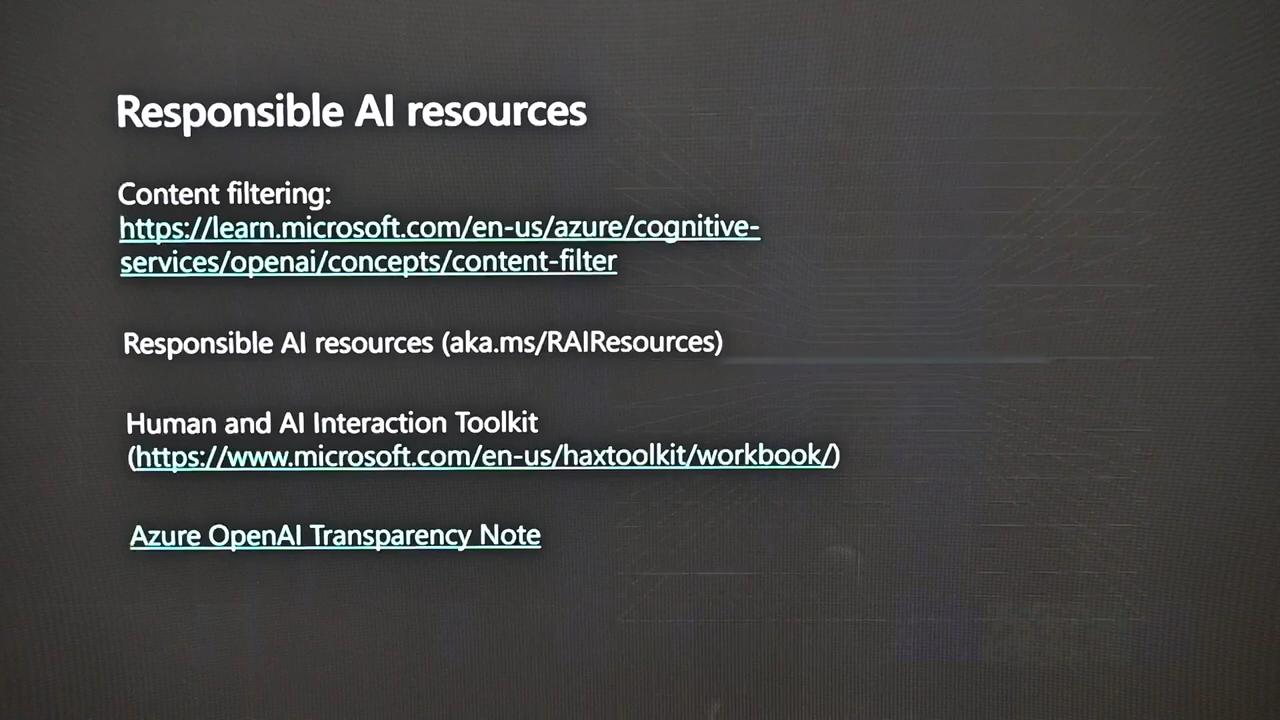 Responsible AI resources
Content filtering:
https://learn.microsoft.com/en-us/azure/cognitive-
services/openai/concepts/content-filter
Responsible AI resources (aka.ms/RAIResources)
Human and AI Interaction Toolkit
(https://www.microsoft.com/en-us/haxtoolkit/workbook/)
Azure OpenAI Transparency Note